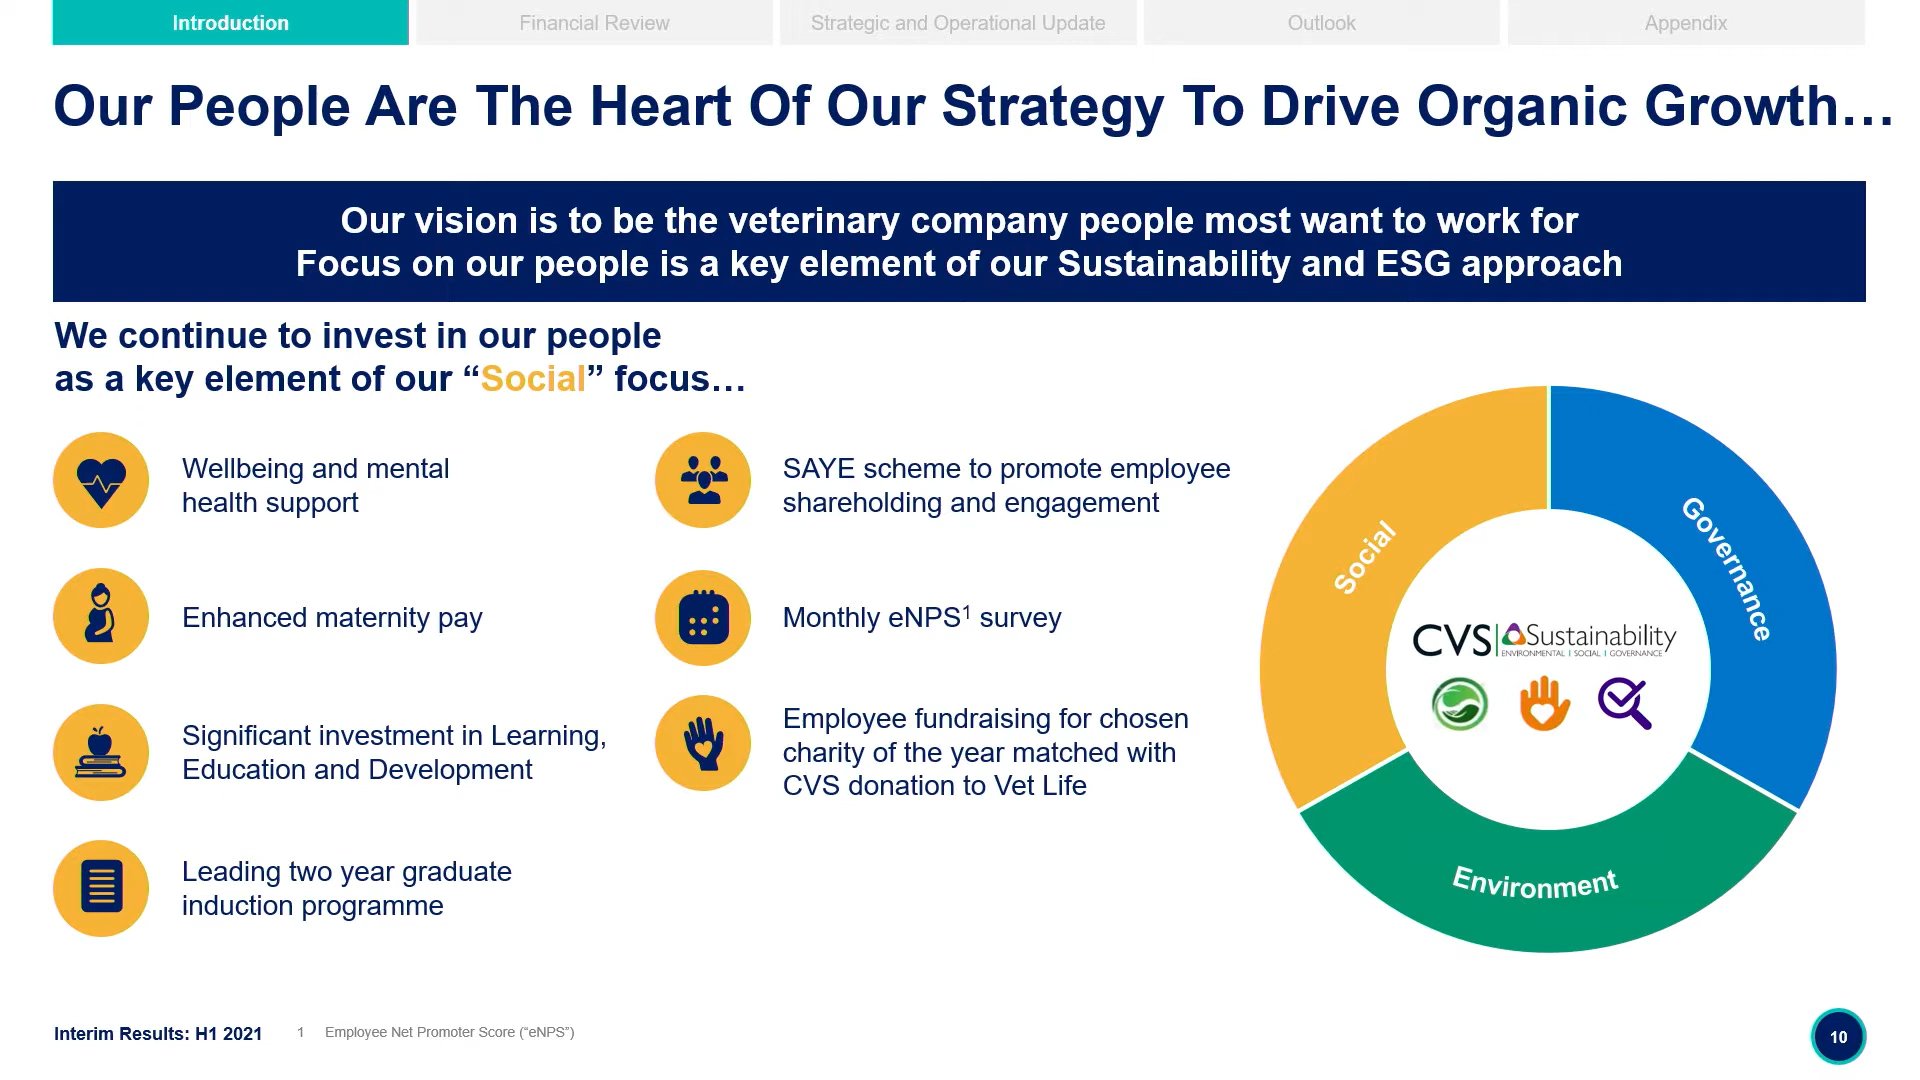 Introduction
Financial Review
Strategic and Operational Update
Outlook
Appendix
Our People Are The Heart Of Our Strategy To Drive Organic Growth…
Our vision is to be the veterinary company people most want to work for
Focus on our people is a key element of our Sustainability and ESG approach
We continue to invest in our people
as a key element of our “Social” focus…
Wellbeing and mental
health support
Enhanced maternity pay
Significant investment in Learning,
Education and Development
Leading two year graduate
induction programme
SAYE scheme to promote employee
shareholding and engagement
Monthly eNPS¹ survey
Employee fundraising for chosen
charity of the year matched with
CVS donation to Vet Life
Social
Governance
Environment
CVS Sustainability
ENVIRONMENTAL | SOCIAL | GOVERNANCE
Interim Results: H1 2021
1 Employee Net Promoter Score (“eNPS”)
10